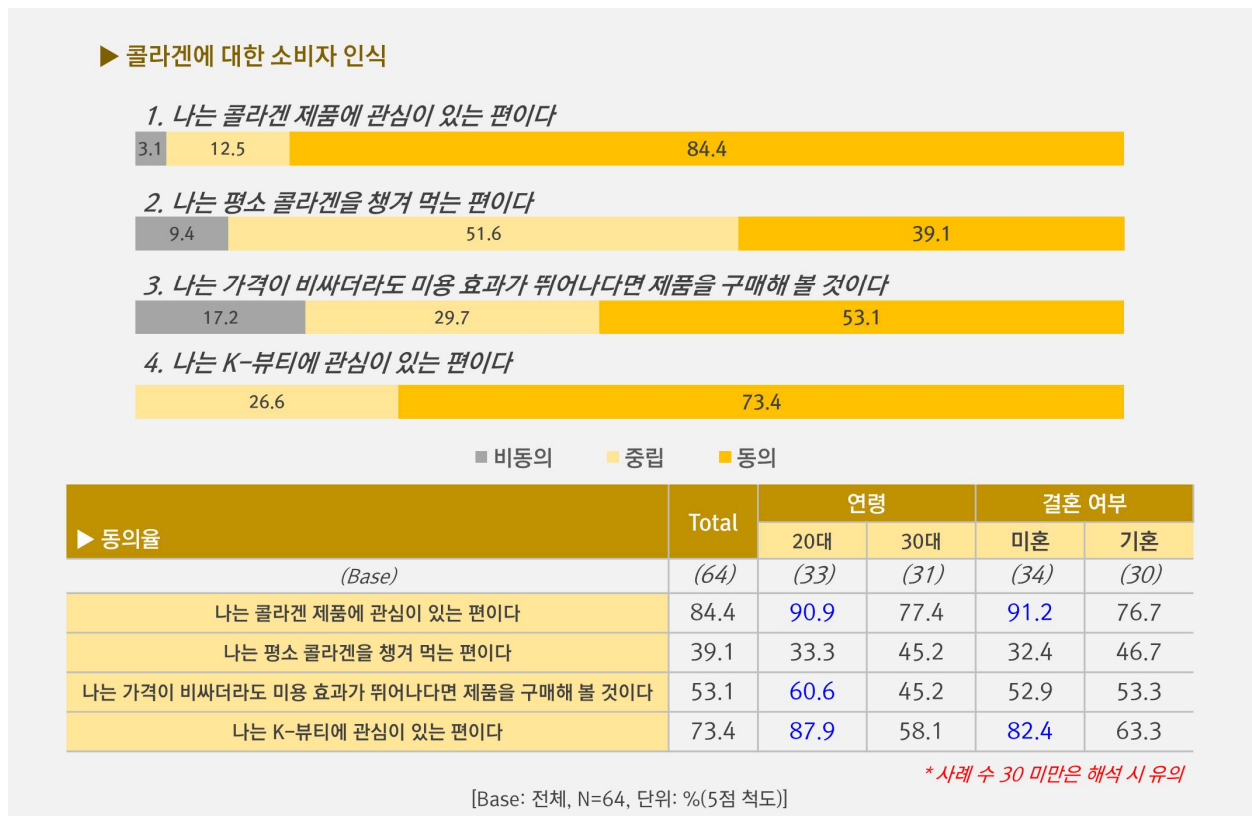 ▶ 콜라겐에 대한 소비자 인식
1. 나는 콜라겐 제품에 관심이 있는 편이다
3.1 12.5 84.4
2. 나는 평소 콜라겐을 챙겨 먹는 편이다
9.4 51.6 39.1
3. 나는 가격이 비싸더라도 미용 효과가 뛰어나다면 제품을 구매해 볼 것이다
17.2 29.7 53.1
4. 나는 K-뷰티에 관심이 있는 편이다
26.6 73.4
비동의 중립 동의
▶ 동의율 Total 연령 결혼 여부
20대 30대 미혼 기혼
(Base) (64) (33) (31) (34) (30)
나는 콜라겐 제품에 관심이 있는 편이다 84.4 90.9 77.4 91.2 76.7
나는 평소 콜라겐을 챙겨 먹는 편이다 39.1 33.3 45.2 32.4 46.7
나는 가격이 비싸더라도 미용 효과가 뛰어나다면 제품을 구매해 볼 것이다 53.1 60.6 45.2 52.9 53.3
나는 K-뷰티에 관심이 있는 편이다 73.4 87.9 58.1 82.4 63.3
* 사례 수 30 미만은 해석 시 유의
[Base: 전체, N=64, 단위: %(5점 척도)]